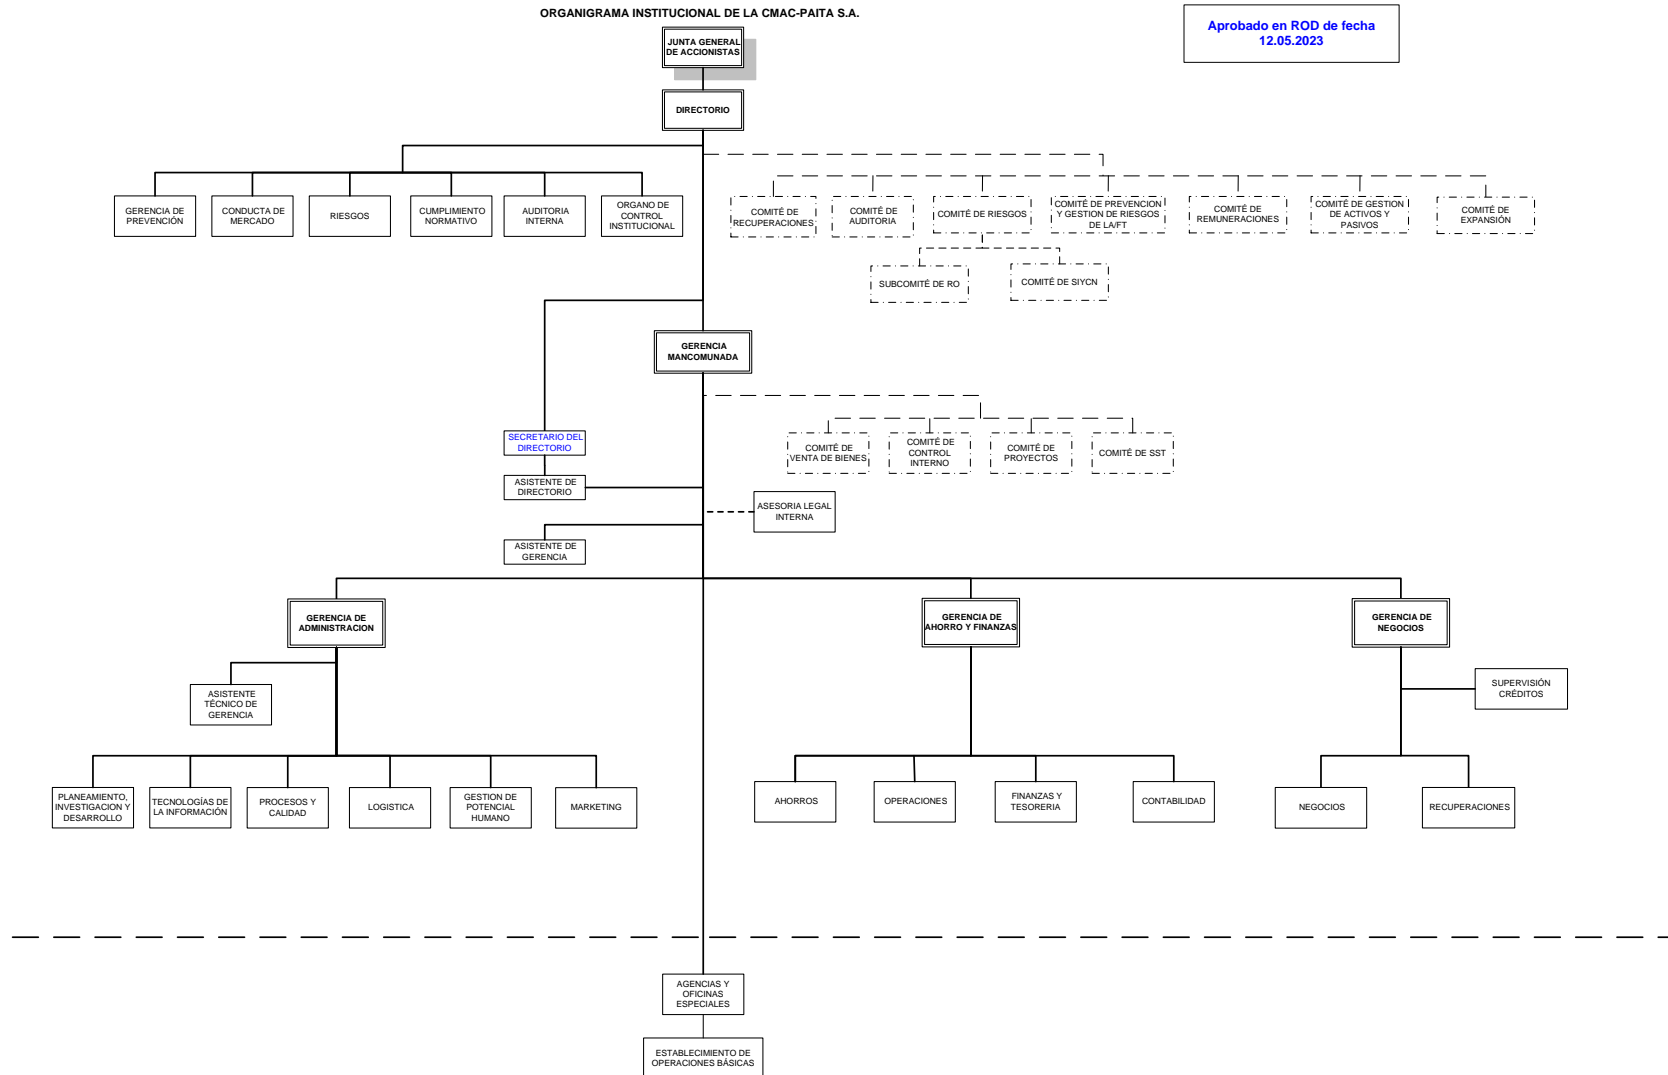 ORGANIGRAMA INSTITUCIONAL DE LA CMAC-PAITA S.A.
Aprobado en ROD de fecha
12.05.2023
JUNTA GENERAL
DE ACCIONISTAS
DIRECTORIO
GERENCIA DE
PREVENCIÓN
CONDUCTA DE
MERCADO
RIESGOS
CUMPLIMIENTO
NORMATIVO
AUDITORIA
INTERNA
ORGANO DE
CONTROL
INSTITUCIONAL
COMITÉ DE
RECUPERACIONES
COMITÉ DE
AUDITORIA
COMITÉ DE RIESGOS
COMITÉ DE PREVENCION
Y GESTION DE RIESGOS
DE LA/FT
COMITÉ DE
REMUNERACIONES
COMITÉ DE GESTION
DE ACTIVOS Y
PASIVOS
COMITÉ DE
EXPANSIÓN
SUBCOMITÉ DE RO
COMITÉ DE SIYCN
GERENCIA
MANCOMUNADA
SECRETARIO DEL
DIRECTORIO
COMITÉ DE
VENTA DE BIENES
COMITÉ DE
CONTROL
INTERNO
COMITÉ DE
PROYECTOS
COMITÉ DE SST
ASISTENTE DE
DIRECTORIO
ASESORIA LEGAL
INTERNA
ASISTENTE DE
GERENCIA
GERENCIA DE
ADMINISTRACION
GERENCIA DE
AHORRO Y FINANZAS
GERENCIA DE
NEGOCIOS
ASISTENTE
TÉCNICO DE
GERENCIA
SUPERVISIÓN
CRÉDITOS
PLANEAMIENTO,
INVESTIGACION Y
DESARROLLO
TECNOLOGÍAS DE
LA INFORMACIÓN
PROCESOS Y
CALIDAD
LOGISTICA
GESTION DE
POTENCIAL
HUMANO
MARKETING
AHORROS
OPERACIONES
FINANZAS Y
TESORERIA
CONTABILIDAD
NEGOCIOS
RECUPERACIONES
AGENCIAS Y
OFICINAS
ESPECIALES
ESTABLECIMIENTO DE
OPERACIONES BÁSICAS